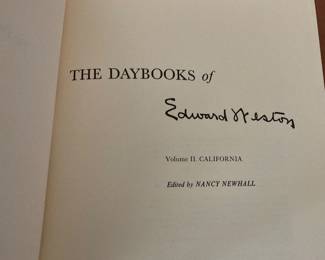 THE DAYBOOKS of
Edward Weston
Volume II. CALIFORNIA
Edited by NANCY NEWHALL